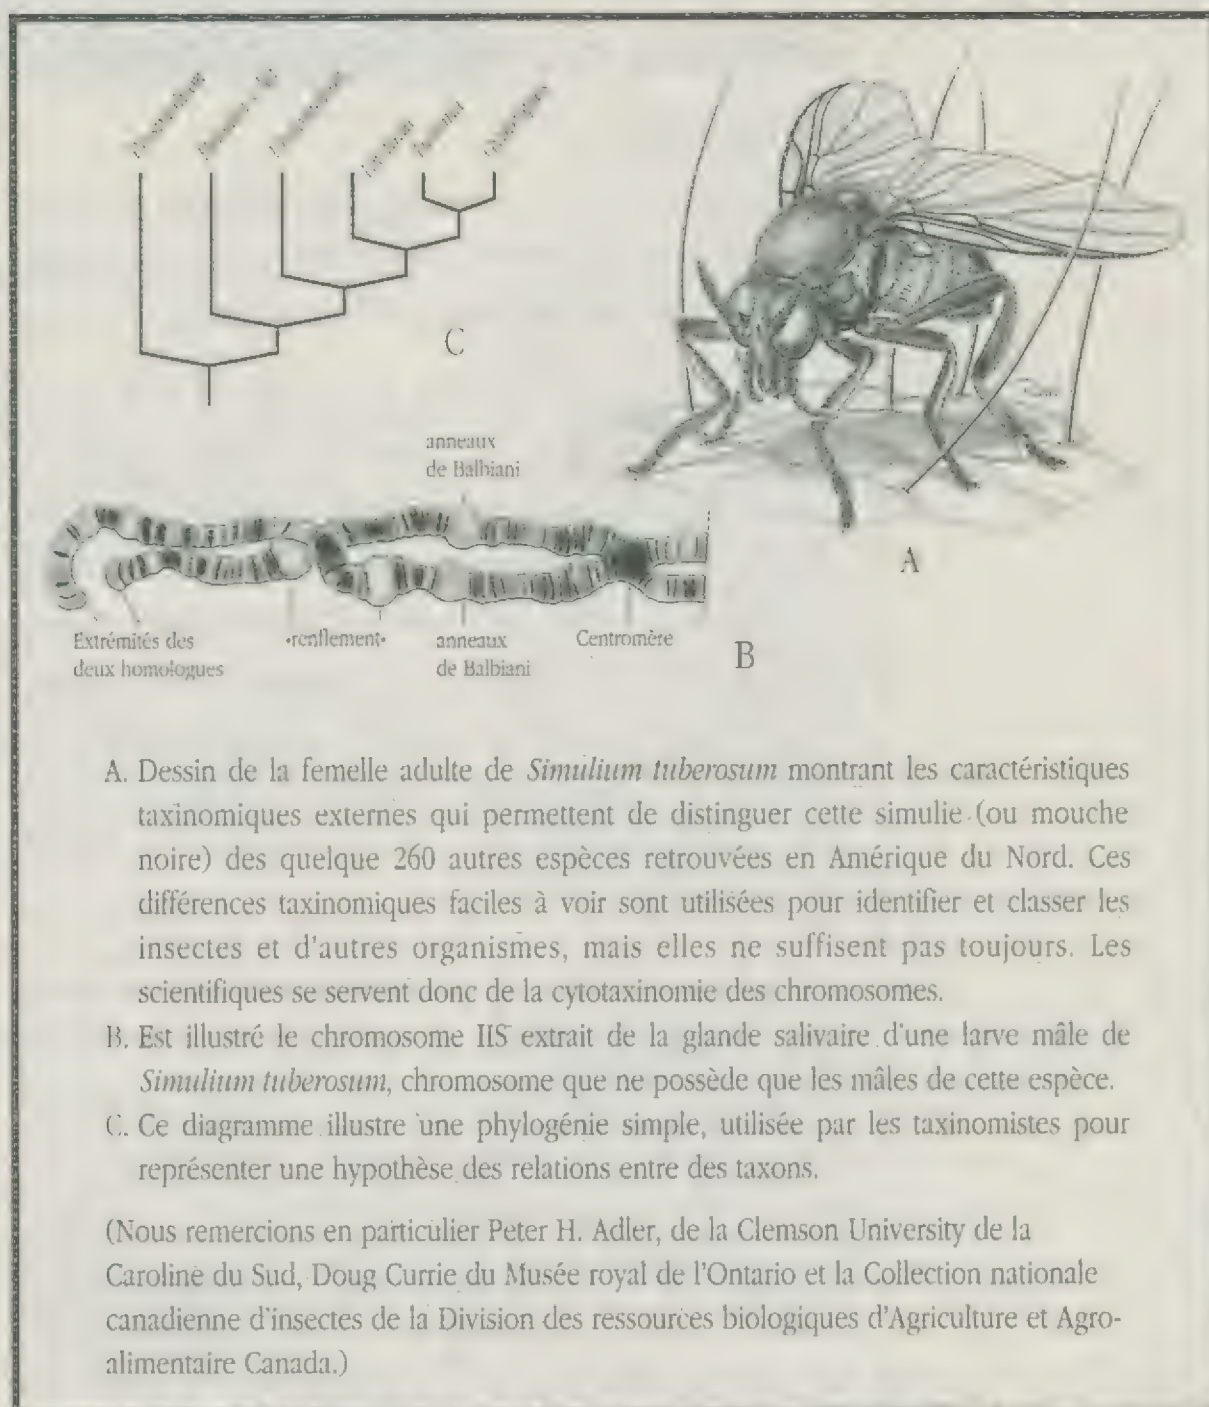 C
anneaux
de Balbiani
A
Extrémités des
deux homologues
•renflement•
anneaux
de Balbiani
Centromère
B
A. Dessin de la femelle adulte de Simulium tuberosum montrant les caractéristiques
taxinomiques externes qui permettent de distinguer cette simulie (ou mouche
noire) des quelque 260 autres espèces retrouvées en Amérique du Nord. Ces
différences taxinomiques faciles à voir sont utilisées pour identifier et classer les
insectes et d'autres organismes, mais elles ne suffisent pas toujours. Les
scientifiques se servent donc de la cytotaxinomie des chromosomes.
B. Est illustré le chromosome IIS extrait de la glande salivaire d'une larve mâle de
Simulium tuberosum, chromosome que ne possède que les mâles de cette espèce.
C. Ce diagramme illustre une phylogénie simple, utilisée par les taxinomistes pour
représenter une hypothèse des relations entre des taxons.
(Nous remercions en particulier Peter H. Adler, de la Clemson University de la
Caroline du Sud, Doug Currie du Musée royal de l'Ontario et la Collection nationale
canadienne d'insectes de la Division des ressources biologiques d'Agriculture et Agro-
alimentaire Canada.)